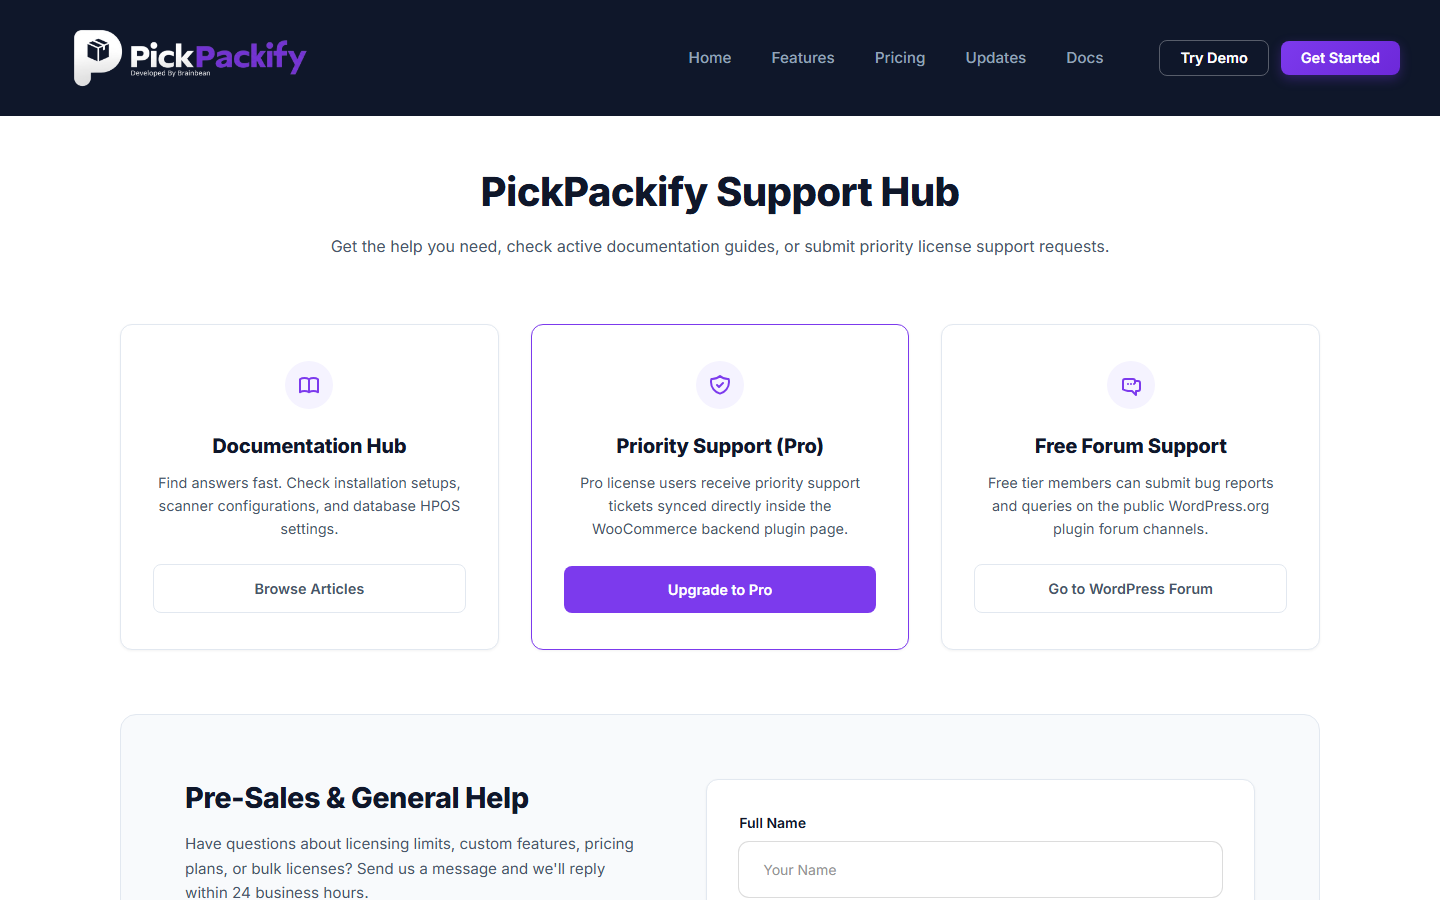 PickPackify
Developed By Brainbean
Home
Features
Pricing
Updates
Docs
Try Demo
Get Started
PickPackify Support Hub
Get the help you need, check active documentation guides, or submit priority license support requests.
Documentation Hub
Find answers fast. Check installation setups,
scanner configurations, and database HPOS
settings.
Browse Articles
Priority Support (Pro)
Pro license users receive priority support
tickets synced directly inside the
WooCommerce backend plugin page.
Upgrade to Pro
Free Forum Support
Free tier members can submit bug reports
and queries on the public WordPress.org
plugin forum channels.
Go to WordPress Forum
Pre-Sales & General Help
Have questions about licensing limits, custom features, pricing
plans, or bulk licenses? Send us a message and we'll reply
within 24 business hours.
Full Name
Your Name